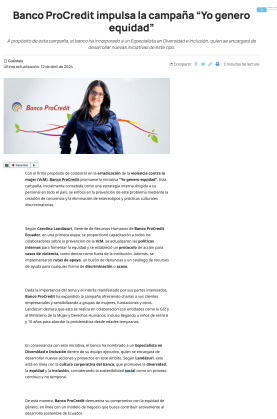 Banco ProCredit impulsa la campaña “Yo genero
equidad”
A propósito de esta campaña, el banco ha incorporado a un Especialista en Diversidad e Inclusión, quien se encargará de
desarrollar nuevas iniciativas de este tipo.
Última actualización: 12 de abril de 2024
Compartir
2 minutos de lectura
Banco ProCredit
Con el firme propósito de colaborar en la erradicación de la violencia contra la
mujer (VcM), Banco ProCredit promueve la iniciativa “Yo genero equidad”. Esta
campaña, inicialmente concebida como una estrategia interna dirigida a su
personal en todo el país, se enfoca en la prevención de esta problemática mediante la
creación de conciencia y la eliminación de estereotipos y prácticas culturales
discriminatorias.
Según Carolina Landázuri, Gerente de Recursos Humanos de Banco ProCredit
Ecuador, en una primera etapa, se proporcionó capacitación a todos los
colaboradores sobre la prevención de la VcM, se actualizaron las políticas
internas para fomentar la equidad y se estableció un protocolo de acción para
casos de violencia, tanto dentro como fuera de la institución. Además, se
implementaron rutas de apoyo, un buzón de denuncias y un catálogo de recursos
de ayuda para cualquier forma de discriminación o acoso.
Dada la importancia del tema y el interés manifestado por sus partes interesadas,
Banco ProCredit ha expandido la campaña ofreciendo charlas a sus clientes
empresariales y sensibilizando a grupos de mujeres, fundaciones y otros.
Landázuri destaca que esto se realiza en colaboración con entidades como la GIZ y
el Ministerio de la Mujer y Derechos Humanos, incluso llegando a niños de entre 6
y 10 años para abordar la problemática desde edades tempranas.
En consonancia con esta iniciativa, el banco ha nombrado a un Especialista en
Diversidad e Inclusión dentro de su equipo ejecutivo, quien se encargará de
desarrollar nuevas acciones y proyectos en este ámbito. Según Landázuri, esto
está en línea con la cultura corporativa del banco, que promueve la diversidad,
la equidad y la inclusión, considerando la sostenibilidad social como un proceso
continuo y no temporal.
De esta manera, Banco ProCredit demuestra su compromiso con la equidad de
género, en línea con un modelo de negocio que busca contribuir activamente al
desarrollo sostenible de Ecuador.